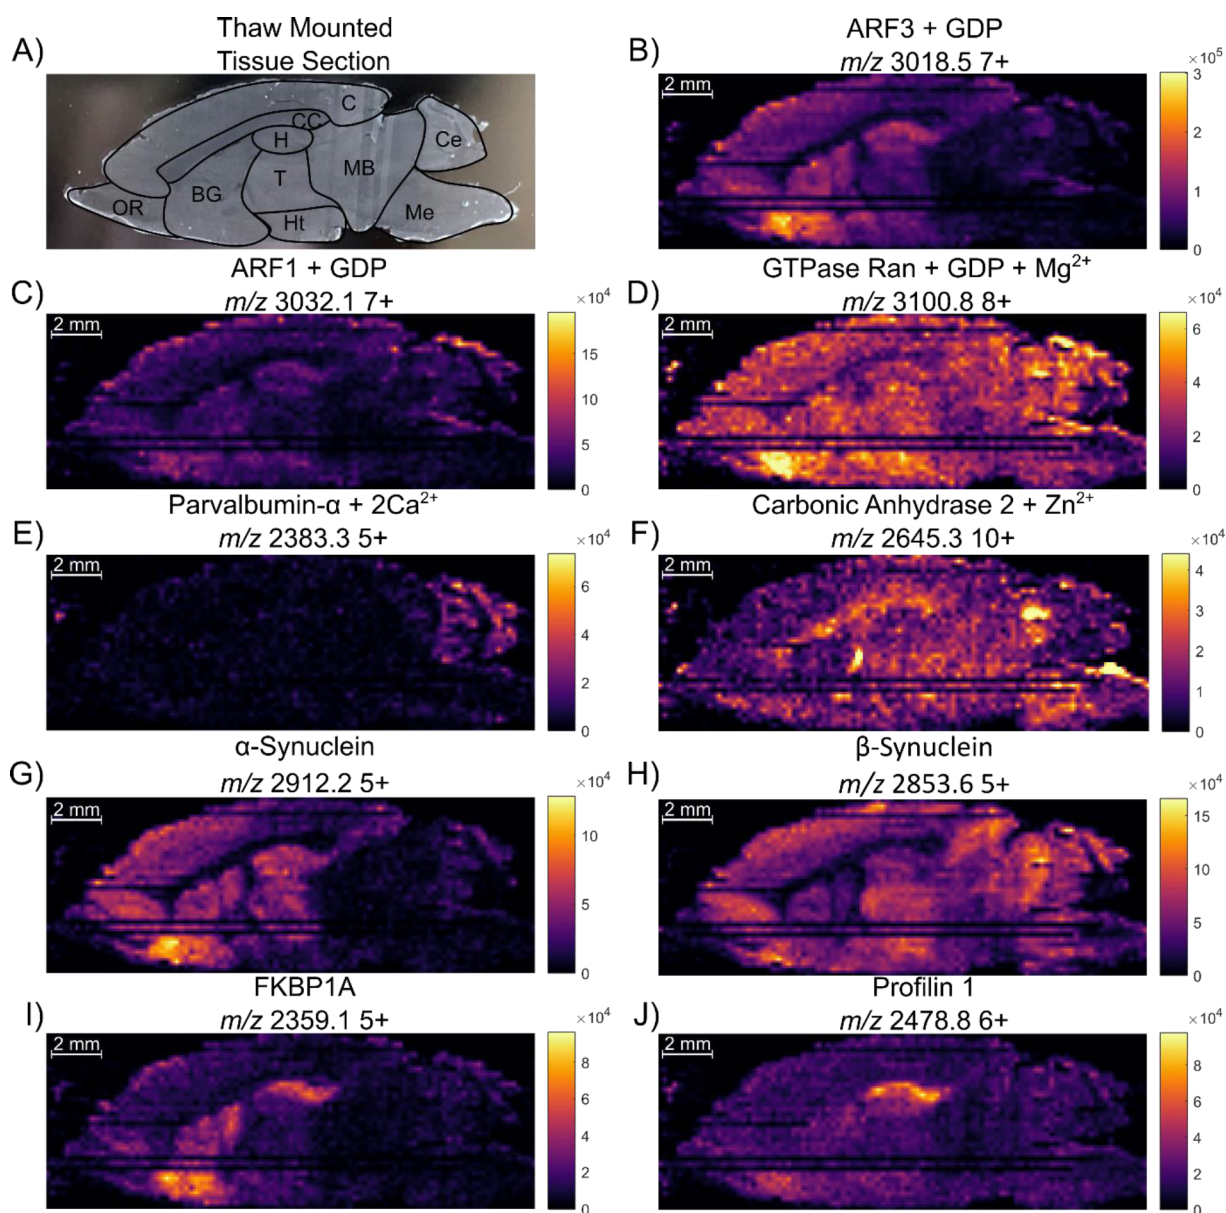 Thaw Mounted
Tissue Section
A)
C
CC
H
Ce
MB
T
BG
OR
Ht
Me
ARF3 + GDP
B)
m/z 3018.5 7+
2 mm
×10⁵
3
2
1
0
ARF1 + GDP
C)
m/z 3032.1 7+
2 mm
×10⁴
15
10
5
0
GTPase Ran + GDP + Mg²⁺
D)
m/z 3100.8 8+
2 mm
×10⁴
6
4
2
0
Parvalbumin-α + 2Ca²⁺
E)
m/z 2383.3 5+
2 mm
×10⁴
6
4
2
0
Carbonic Anhydrase 2 + Zn²⁺
F)
m/z 2645.3 10+
2 mm
×10⁴
4
3
2
1
0
α-Synuclein
G)
m/z 2912.2 5+
2 mm
×10⁴
10
5
0
β-Synuclein
H)
m/z 2853.6 5+
2 mm
×10⁴
15
10
5
0
FKBP1A
I)
m/z 2359.1 5+
2 mm
×10⁴
8
6
4
2
0
Profilin 1
J)
m/z 2478.8 6+
2 mm
×10⁴
8
6
4
2
0